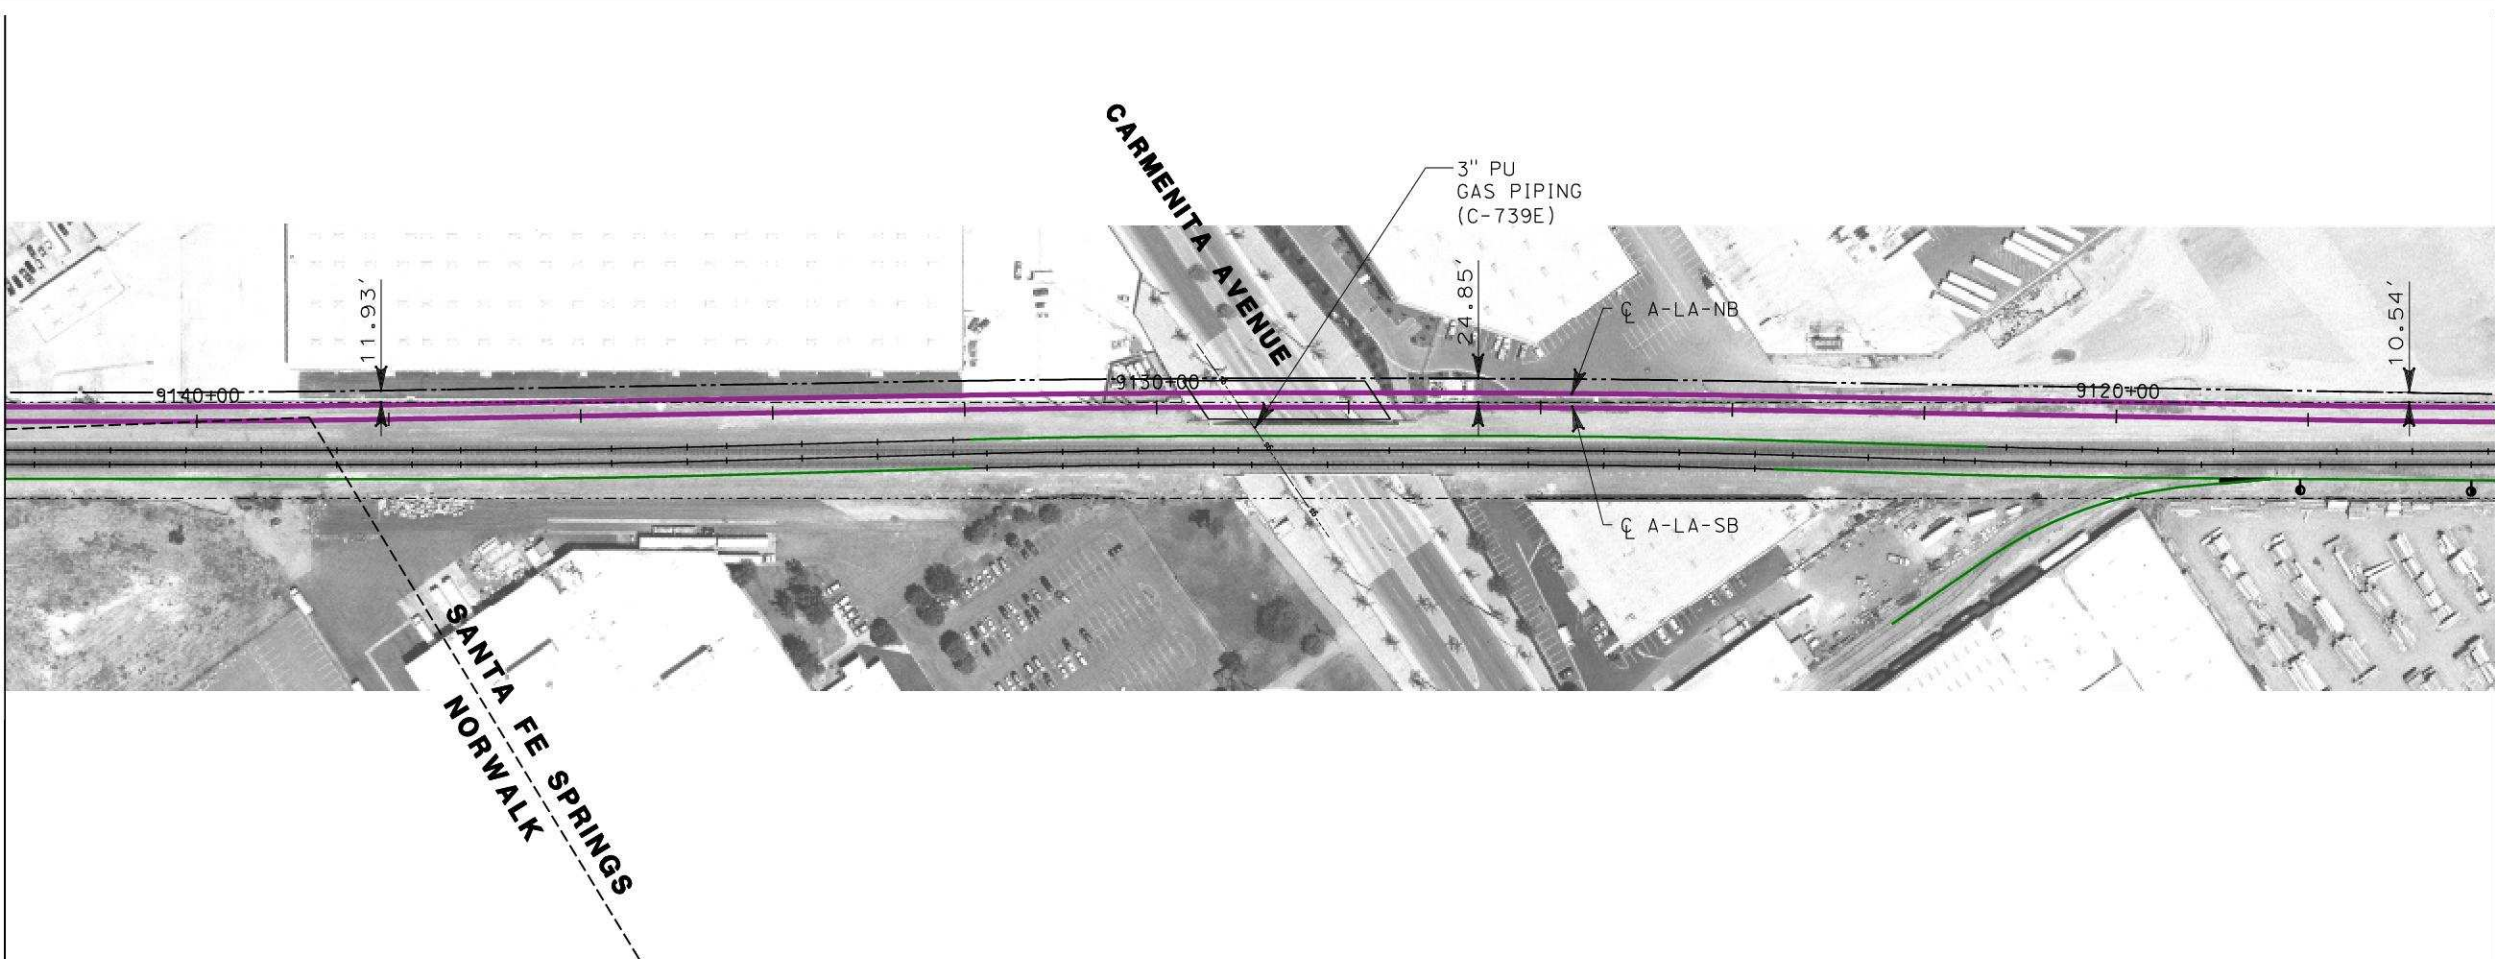 CARMENITA AVENUE
3" PU
GAS PIPING
(C-739E)
11.93'
24.85'
℄ A-LA-NB
10.54'
9140+00
9130+00
9120+00
℄ A-LA-SB
SANTA FE SPRINGS
NORWALK